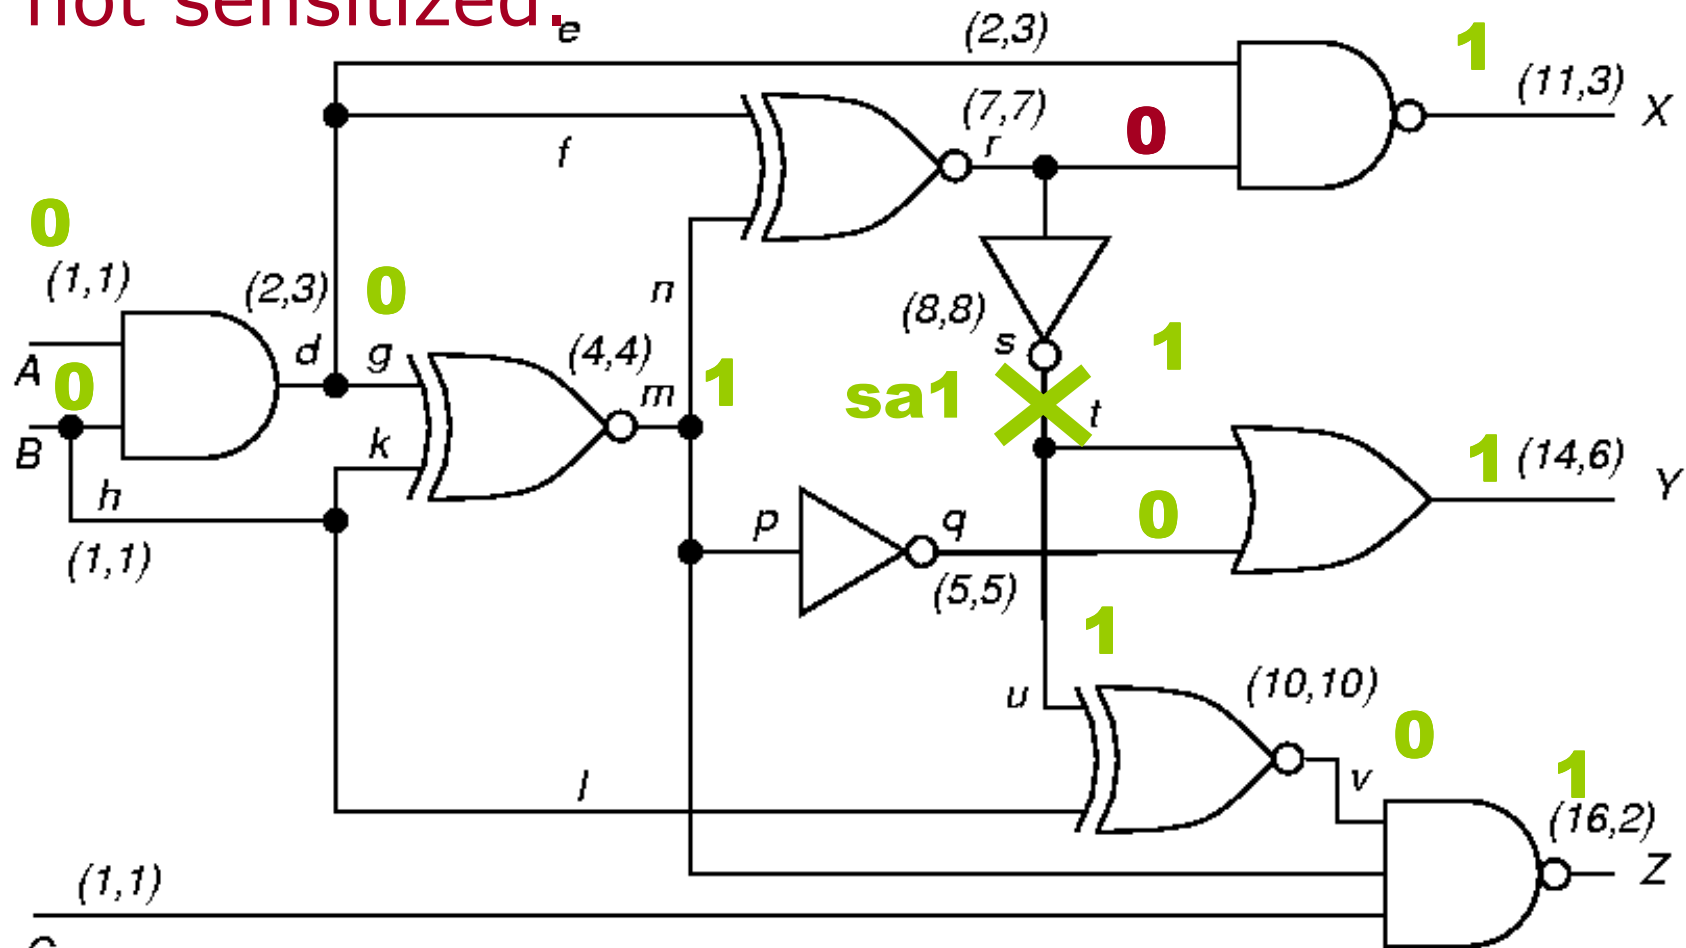 not sensitized.
e
(2,3)
1
(11,3)
X
(7,7)
r
0
f
0
(1,1)
(2,3)
0
n
(8,8)
s
1
A
0
d
g
(4,4)
m
1
sa1
t
B
k
1
(14,6)
Y
h
p
q
0
(1,1)
(5,5)
1
u
(10,10)
0
l
v
1
(16,2)
Z
(1,1)